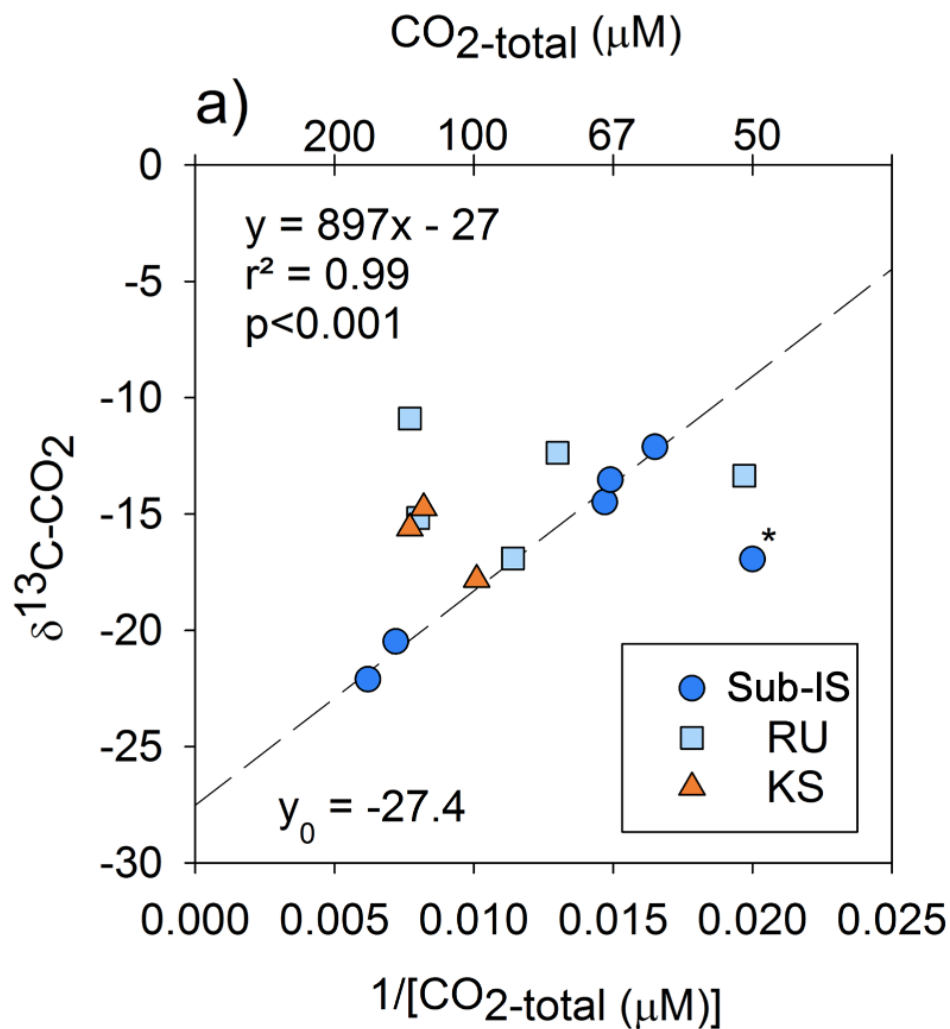 CO2-total (μM)
a)
200 100 67 50
0
y = 897x - 27
r² = 0.99
p<0.001
-5
-10
-15
*
-20
-25
-30
δ13C-CO2
Sub-IS
RU
KS
y0 = -27.4
0.000 0.005 0.010 0.015 0.020 0.025
1/[CO2-total (μM)]